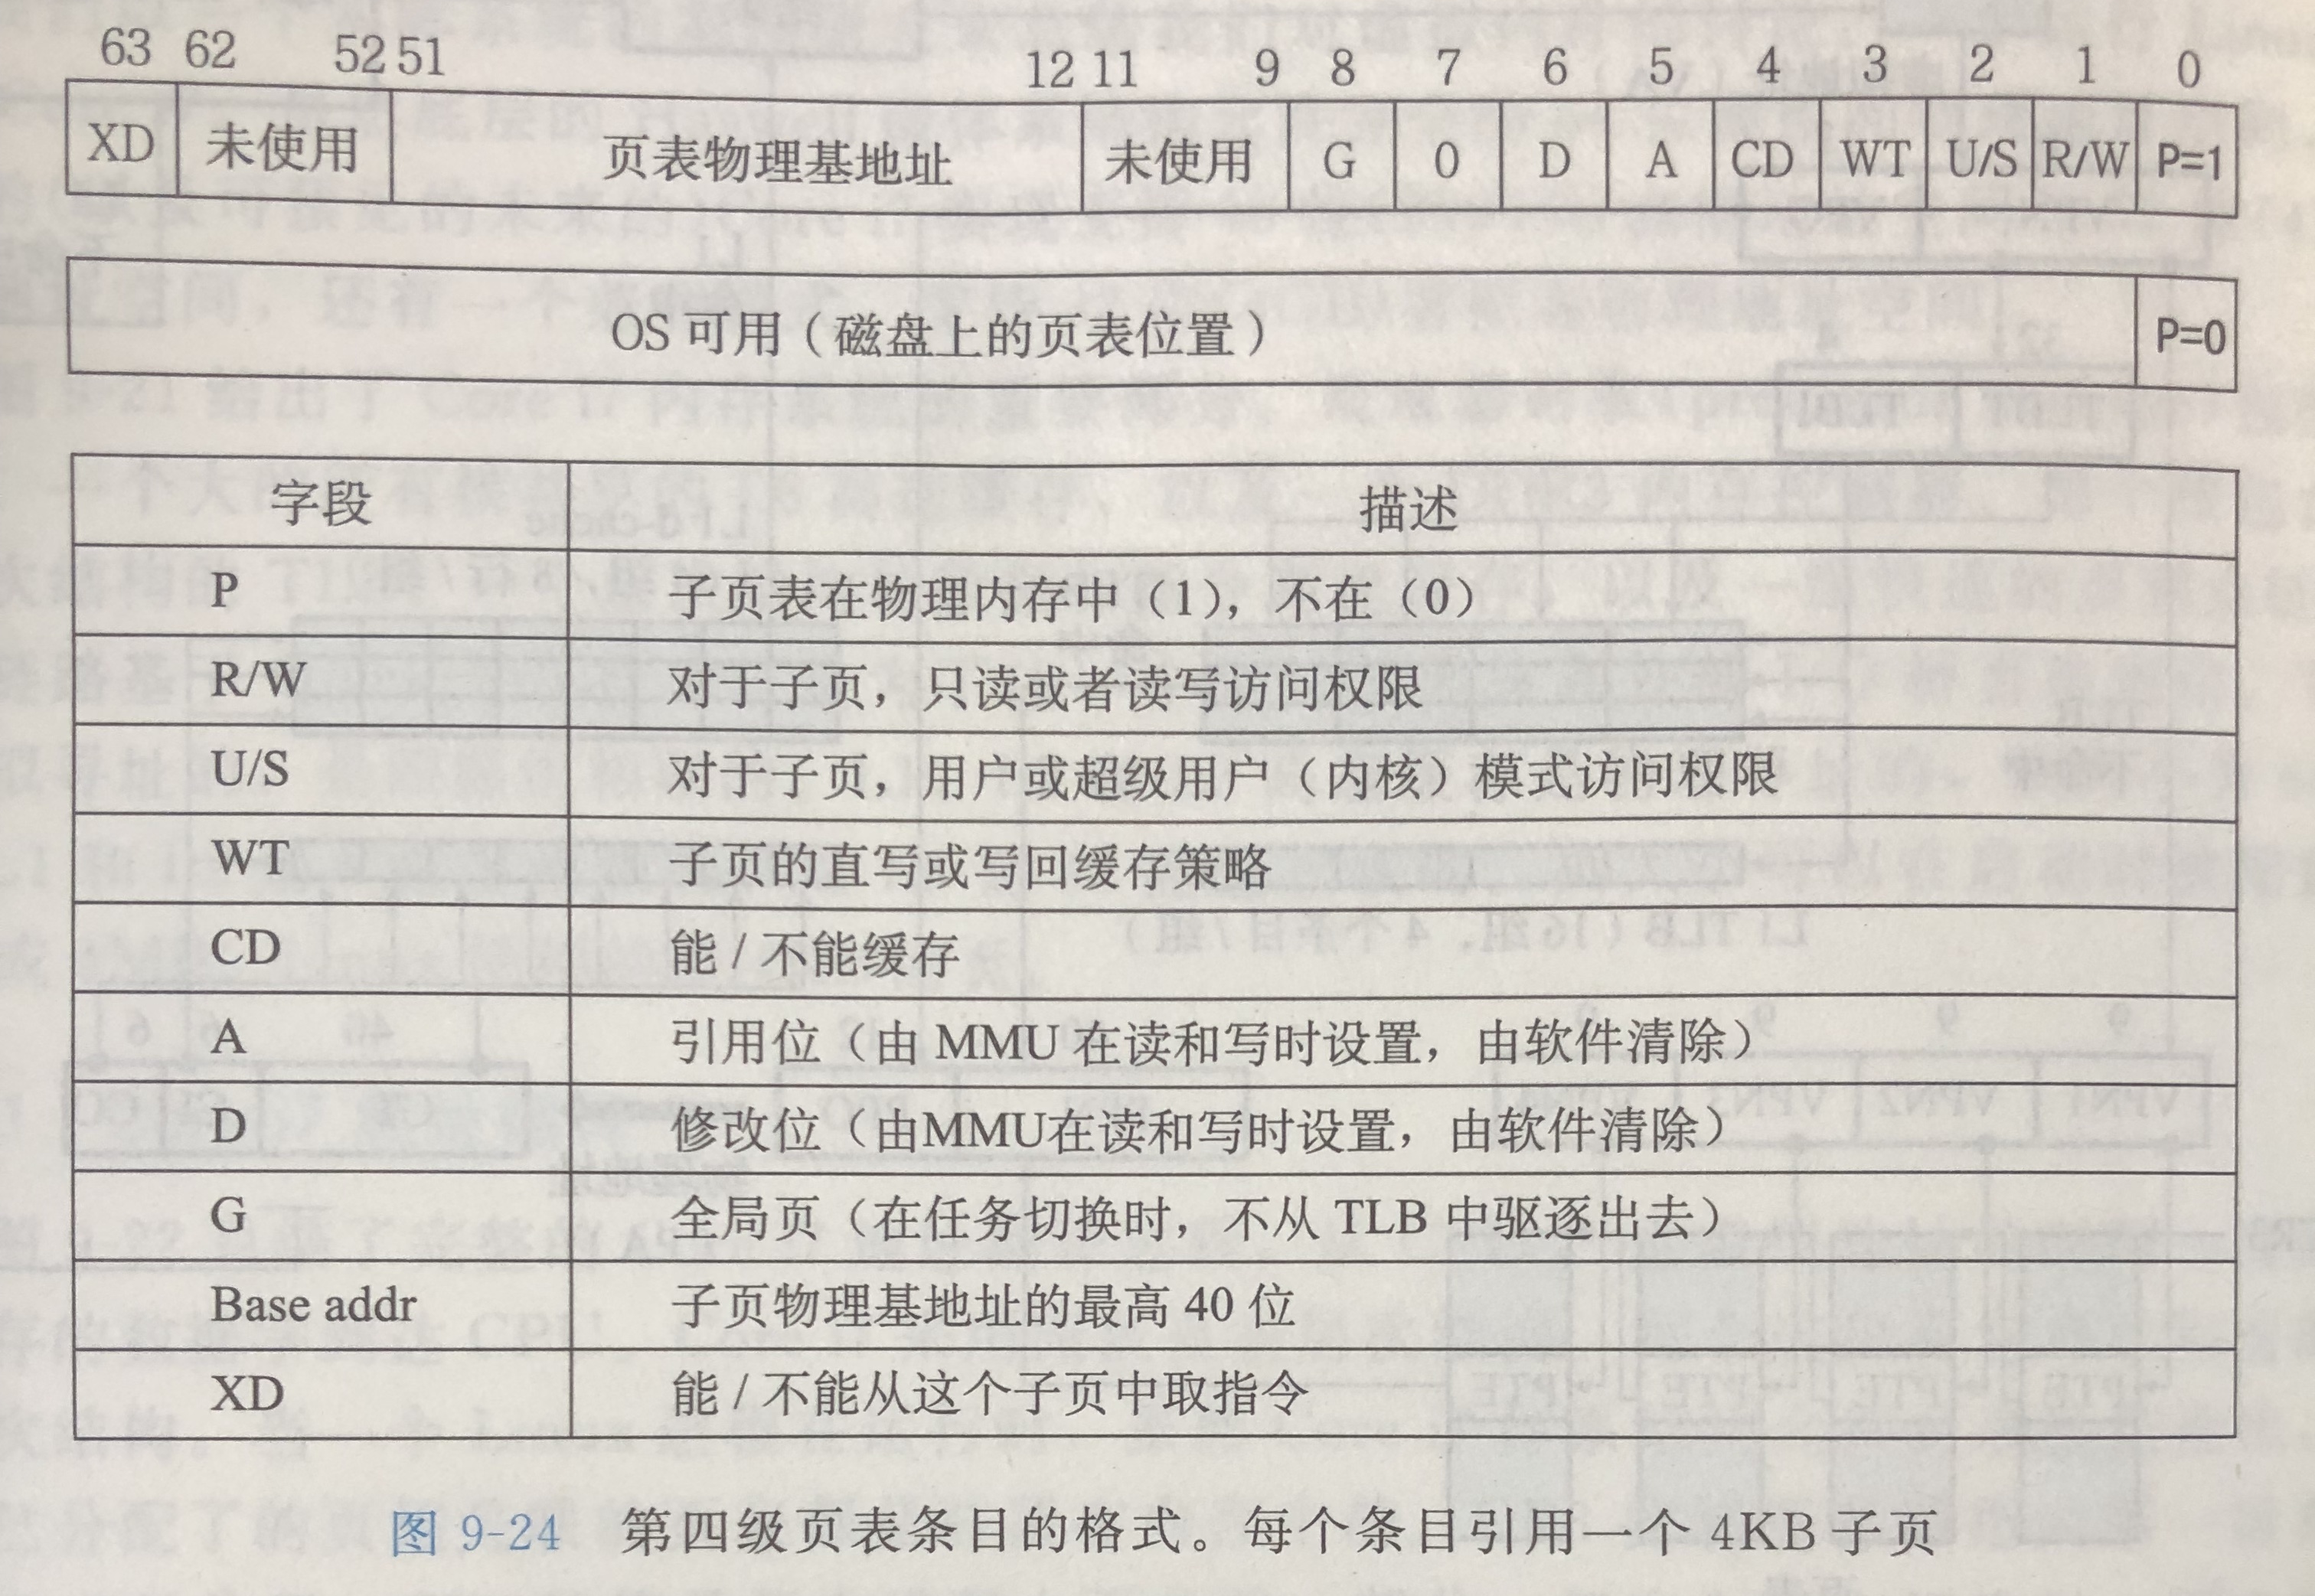 63 62 52 51 12 11 9 8 7 6 5 4 3 2 1 0
XD 未使用 页表物理基地址 未使用 G 0 D A CD WT U/S R/W P=1
OS 可用（磁盘上的页表位置） P=0
字段 描述
P 子页表在物理内存中（1），不在（0）
R/W 对于子页，只读或者读写访问权限
U/S 对于子页，用户或超级用户（内核）模式访问权限
WT 子页的直写或写回缓存策略
CD 能 / 不能缓存
A 引用位（由 MMU 在读和写时设置，由软件清除）
D 修改位（由MMU在读和写时设置，由软件清除）
G 全局页（在任务切换时，不从 TLB 中驱逐出去）
Base addr 子页物理基地址的最高 40 位
XD 能 / 不能从这个子页中取指令
图 9-24 第四级页表条目的格式。每个条目引用一个 4KB 子页